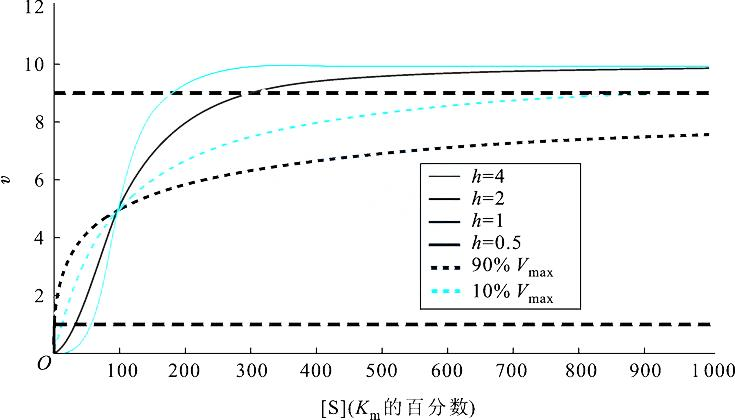 12
10
8
6
4
2
O
v
100 200 300 400 500 600 700 800 900 1 000
[S](Km的百分数)
h=4
h=2
h=1
h=0.5
90% Vmax
10% Vmax